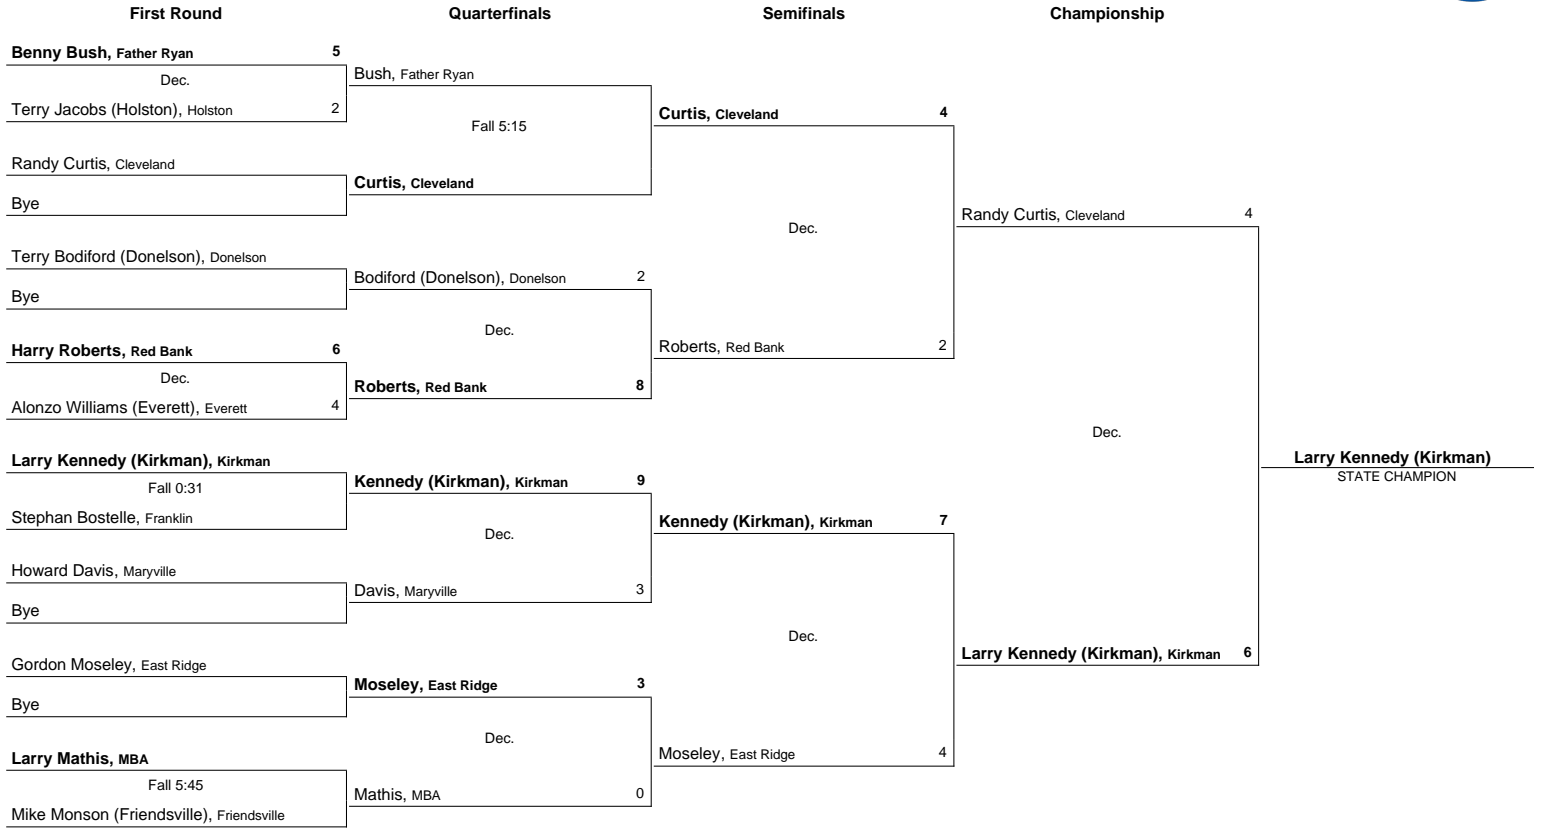 First Round
Quarterfinals
Semifinals
Championship
Benny Bush, Father Ryan 5
Dec.
Terry Jacobs (Holston), Holston 2
Randy Curtis, Cleveland
Bye
Terry Bodiford (Donelson), Donelson
Bye
Harry Roberts, Red Bank 6
Dec.
Alonzo Williams (Everett), Everett 4
Larry Kennedy (Kirkman), Kirkman
Fall 0:31
Stephan Bostelle, Franklin
Howard Davis, Maryville
Bye
Gordon Moseley, East Ridge
Bye
Larry Mathis, MBA
Fall 5:45
Mike Monson (Friendsville), Friendsville
Bush, Father Ryan
Fall 5:15
Curtis, Cleveland
Bodiford (Donelson), Donelson 2
Dec.
Roberts, Red Bank 8
Kennedy (Kirkman), Kirkman 9
Dec.
Davis, Maryville 3
Moseley, East Ridge 3
Dec.
Mathis, MBA 0
Curtis, Cleveland 4
Dec.
Roberts, Red Bank 2
Kennedy (Kirkman), Kirkman 7
Dec.
Moseley, East Ridge 4
Randy Curtis, Cleveland 4
Dec.
Larry Kennedy (Kirkman), Kirkman 6
Larry Kennedy (Kirkman)
STATE CHAMPION